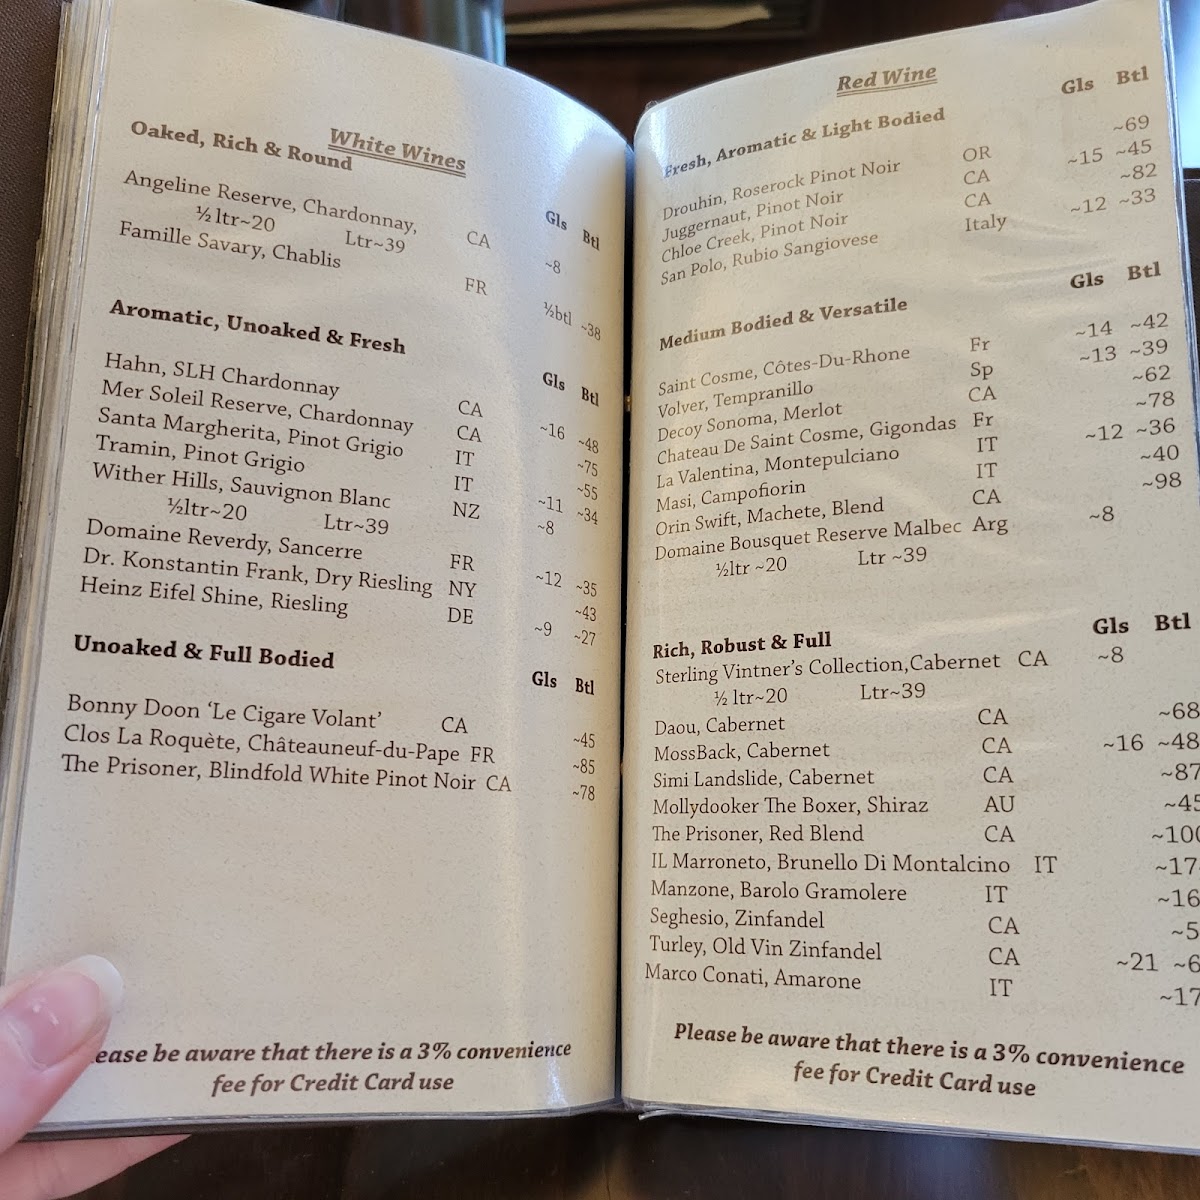 White Wines
Oaked, Rich & Round
Gls Btl
Angeline Reserve, Chardonnay, CA ~8
½ ltr~20 Ltr~39
Famille Savary, Chablis FR ½btl ~38
Aromatic, Unoaked & Fresh Gls Btl
Hahn, SLH Chardonnay CA ~16 ~48
Mer Soleil Reserve, Chardonnay CA ~75
Santa Margherita, Pinot Grigio IT ~55
Tramin, Pinot Grigio IT ~11 ~34
Wither Hills, Sauvignon Blanc NZ ~8
½ltr~20 Ltr~39
Domaine Reverdy, Sancerre FR ~12 ~35
Dr. Konstantin Frank, Dry Riesling NY ~43
Heinz Eifel Shine, Riesling DE ~9 ~27
Unoaked & Full Bodied Gls Btl
Bonny Doon ‘Le Cigare Volant’ CA ~45
Clos La Roquète, Châteauneuf-du-Pape FR ~85
The Prisoner, Blindfold White Pinot Noir CA ~78
ease be aware that there is a 3% convenience
fee for Credit Card use
Red Wine
Gls Btl
Fresh, Aromatic & Light Bodied
Drouhin, Roserock Pinot Noir OR ~69
Juggernaut, Pinot Noir CA ~15 ~45
Chloe Creek, Pinot Noir CA ~82
San Polo, Rubio Sangiovese Italy ~12 ~33
Medium Bodied & Versatile Gls Btl
Saint Cosme, Côtes-Du-Rhone Fr ~14 ~42
Volver, Tempranillo Sp ~13 ~39
Decoy Sonoma, Merlot CA ~62
Chateau De Saint Cosme, Gigondas Fr ~78
La Valentina, Montepulciano IT ~12 ~36
Masi, Campofiorin IT ~40
Orin Swift, Machete, Blend CA ~98
Domaine Bousquet Reserve Malbec Arg ~8
½ltr ~20 Ltr ~39
Rich, Robust & Full Gls Btl
Sterling Vintner’s Collection,Cabernet CA ~8
½ ltr~20 Ltr~39
Daou, Cabernet CA ~68
MossBack, Cabernet CA ~16 ~48
Simi Landslide, Cabernet CA ~87
Mollydooker The Boxer, Shiraz AU ~45
The Prisoner, Red Blend CA ~100
IL Marroneto, Brunello Di Montalcino IT ~17
Manzone, Barolo Gramolere IT ~16
Seghesio, Zinfandel CA ~5
Turley, Old Vin Zinfandel CA ~21 ~6
Marco Conati, Amarone IT ~17
Please be aware that there is a 3% convenience
fee for Credit Card use